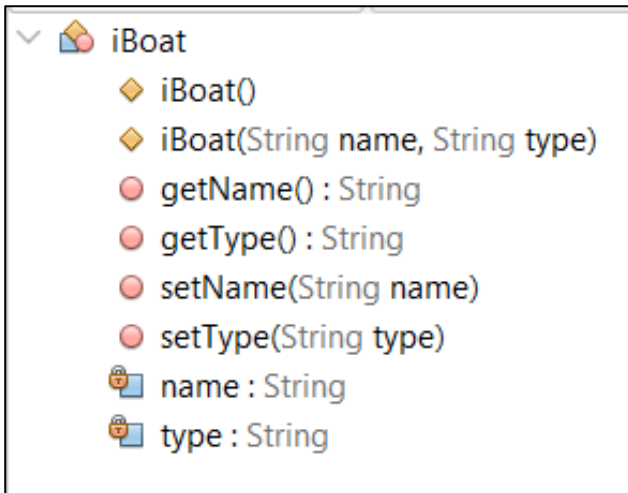 iBoat
iBoat()
iBoat(String name, String type)
getName() : String
getType() : String
setName(String name)
setType(String type)
name : String
type : String